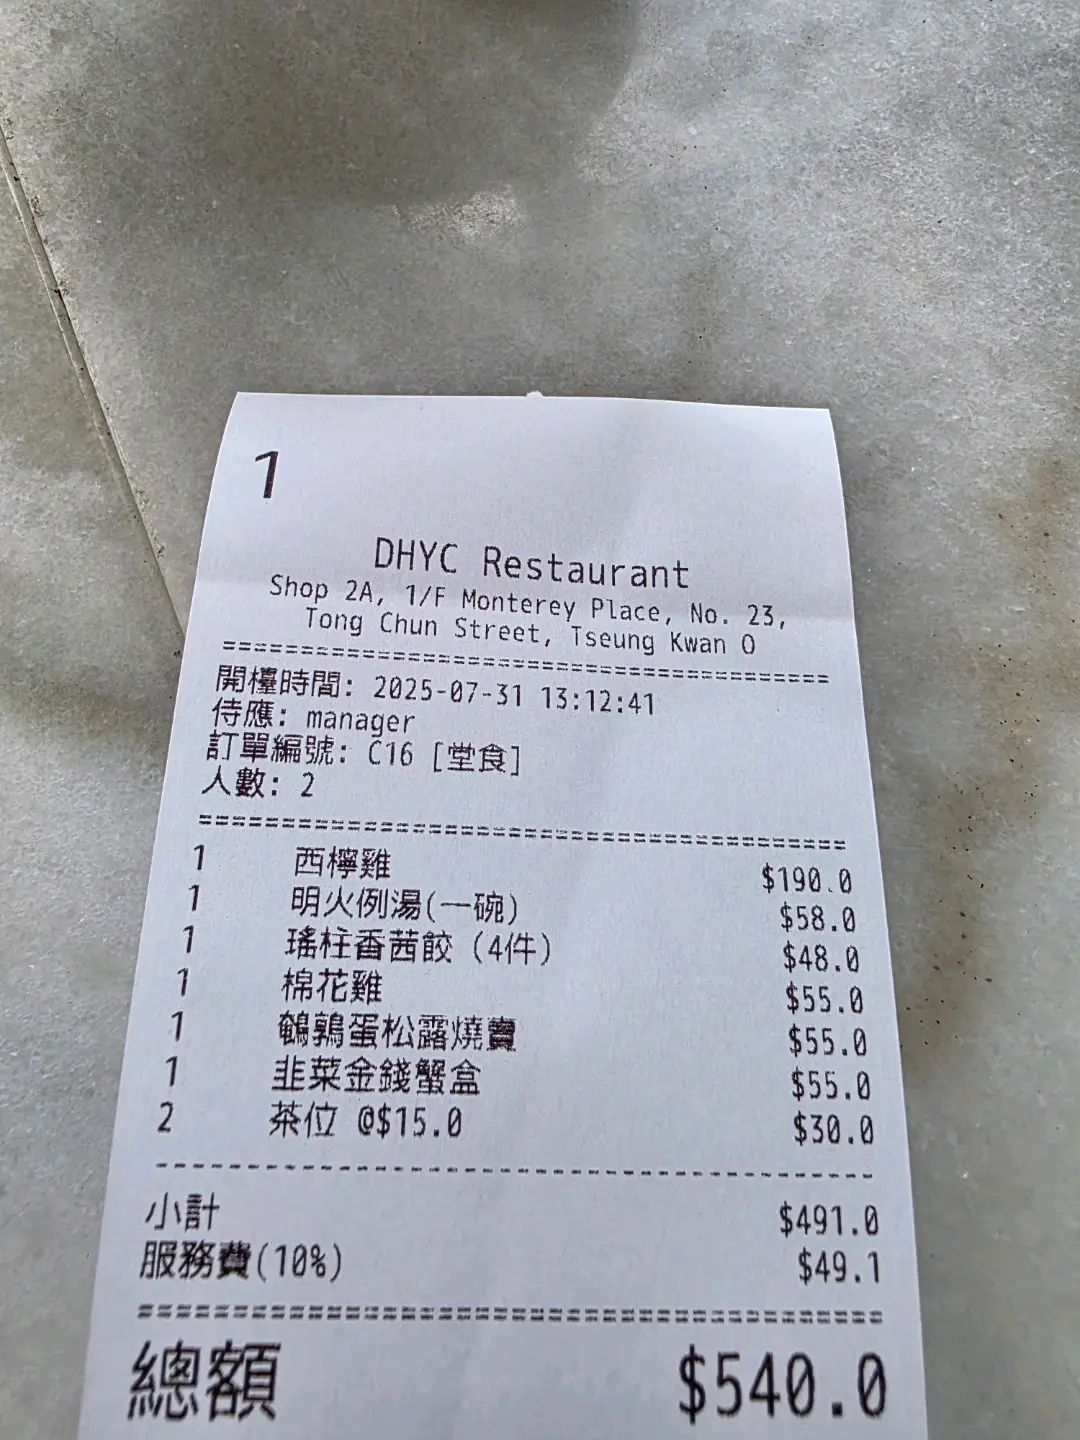 1
DHYC Restaurant
Shop 2A, 1/F Monterey Place, No. 23,
Tong Chun Street, Tseung Kwan O
開檯時間: 2025-07-31 13:12:41
侍應: manager
訂單編號: C16 [堂食]
人數: 2
1 西檸雞 $190.0
1 明火例湯(一碗) $58.0
1 瑤柱香茜餃 (4件) $48.0
1 棉花雞 $55.0
1 鵪鶉蛋松露燒賣 $55.0
1 韭菜金錢蟹盒 $55.0
2 茶位 @$15.0 $30.0
小計 $491.0
服務費(10%) $49.1
總額 $540.0